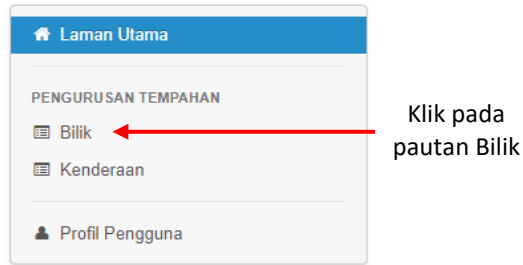 Laman Utama
PENGURUSAN TEMPAHAN
Bilik
Kenderaan
Profil Pengguna
Klik pada
pautan Bilik